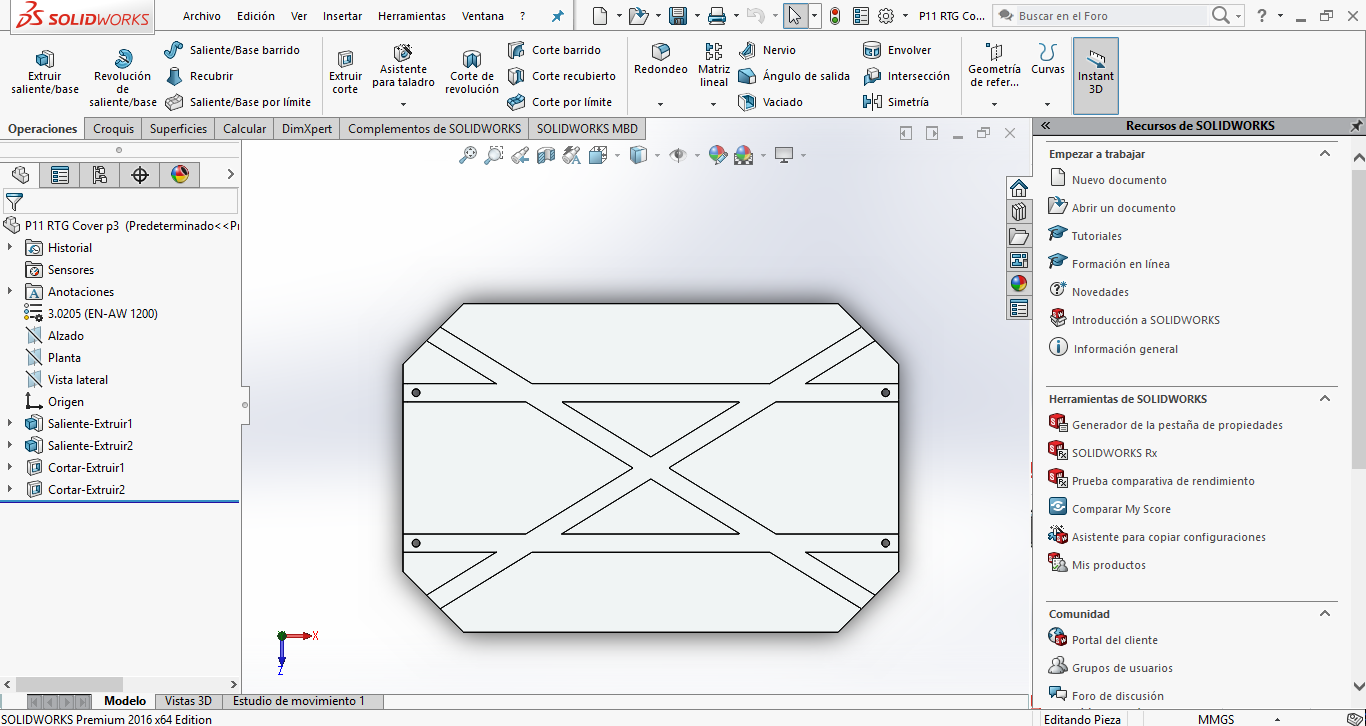 SOLIDWORKS
Archivo Edición Ver Insertar Herramientas Ventana ?
P11 RTG Co...
Buscar en el Foro
?
Extruir saliente/base
Revolución de saliente/base
Saliente/Base barrido
Recubrir
Saliente/Base por límite
Extruir corte
Asistente para taladro
Corte de revolución
Corte barrido
Corte recubierto
Corte por límite
Redondeo
Matriz lineal
Nervio
Ángulo de salida
Vaciado
Envolver
Intersección
Simetría
Geometría de refer...
Curvas
Instant 3D
Operaciones Croquis Superficies Calcular DimXpert Complementos de SOLIDWORKS SOLIDWORKS MBD
P11 RTG Cover p3 (Predeterminado<<Pr
Historial
Sensores
Anotaciones
3.0205 (EN-AW 1200)
Alzado
Planta
Vista lateral
Origen
Saliente-Extruir1
Saliente-Extruir2
Cortar-Extruir1
Cortar-Extruir2
X
Z
Recursos de SOLIDWORKS
Empezar a trabajar
Nuevo documento
Abrir un documento
Tutoriales
Formación en línea
Novedades
Introducción a SOLIDWORKS
Información general
Herramientas de SOLIDWORKS
Generador de la pestaña de propiedades
SOLIDWORKS Rx
Prueba comparativa de rendimiento
Comparar My Score
Asistente para copiar configuraciones
Mis productos
Comunidad
Portal del cliente
Grupos de usuarios
Foro de discusión
Modelo Vistas 3D Estudio de movimiento 1
SOLIDWORKS Premium 2016 x64 Edition
Editando Pieza
MMGS